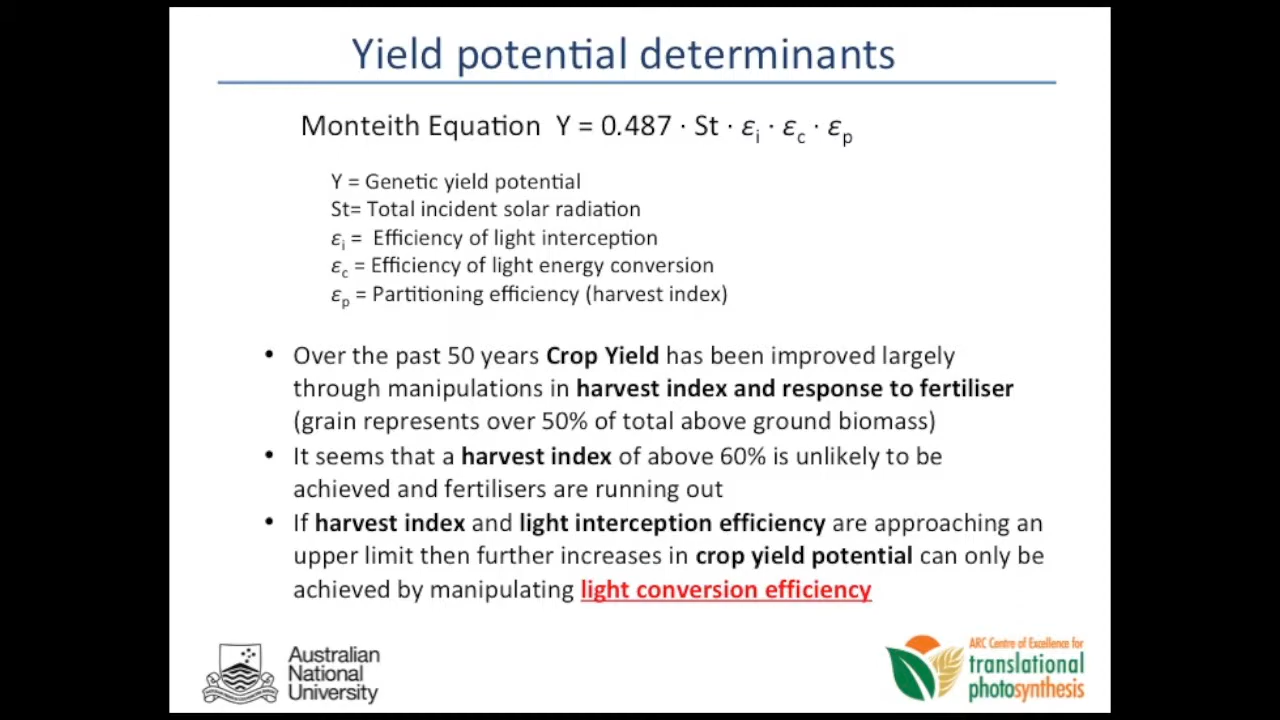 Yield potential determinants
Monteith Equation Y = 0.487 · St · εi · εc · εp
Y = Genetic yield potential
St= Total incident solar radiation
εi = Efficiency of light interception
εc = Efficiency of light energy conversion
εp = Partitioning efficiency (harvest index)
• Over the past 50 years Crop Yield has been improved largely
through manipulations in harvest index and response to fertiliser
(grain represents over 50% of total above ground biomass)
• It seems that a harvest index of above 60% is unlikely to be
achieved and fertilisers are running out
• If harvest index and light interception efficiency are approaching an
upper limit then further increases in crop yield potential can only be
achieved by manipulating light conversion efficiency
Australian
National
University
ARC Centre of Excellence for
translational
photosynthesis